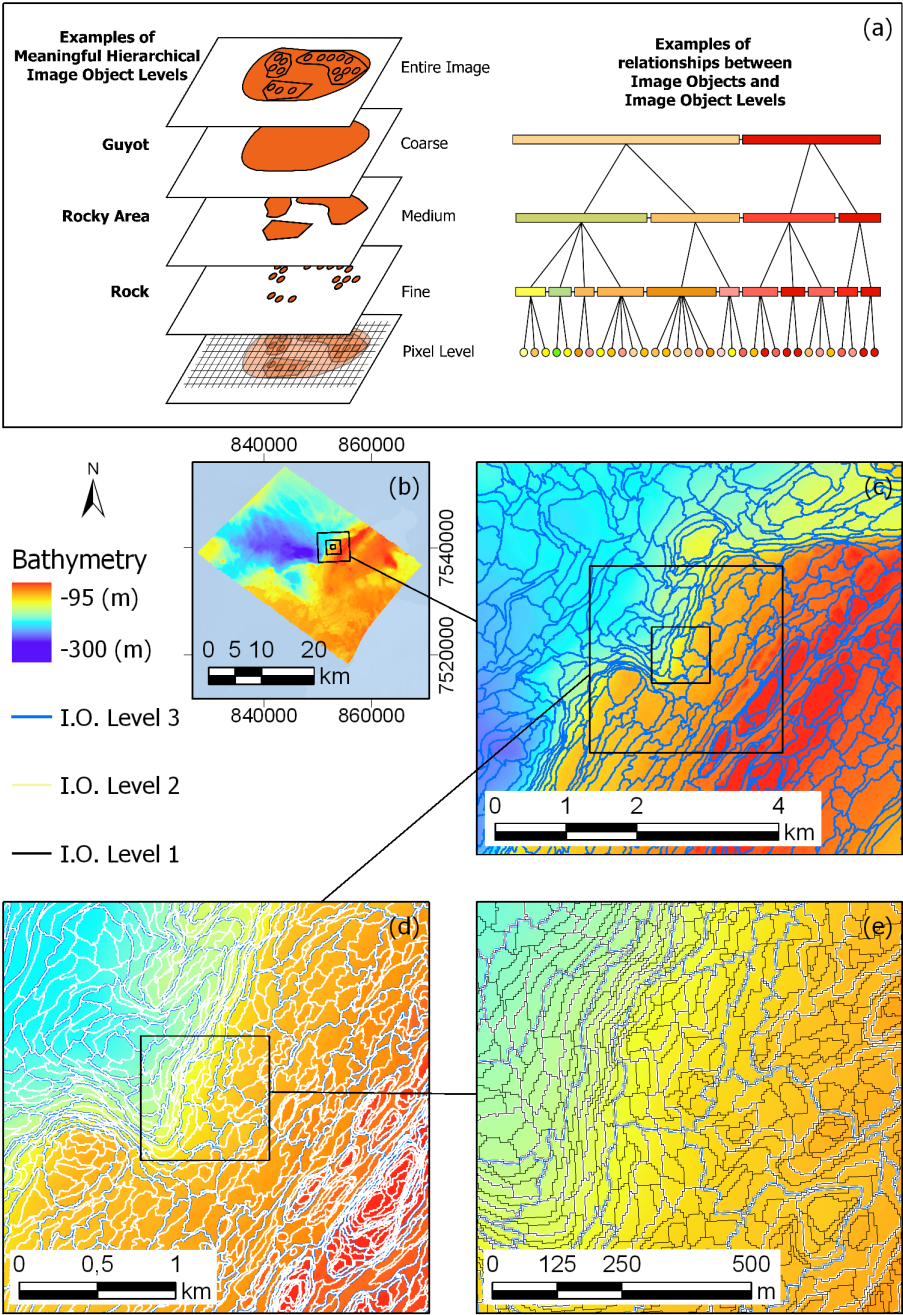 (a)
Examples of
Meaningful Hierarchical
Image Object Levels
Entire Image
Guyot
Coarse
Rocky Area
Medium
Rock
Fine
Pixel Level
Examples of
relationships between
Image Objects and
Image Object Levels
N
Bathymetry
-95 (m)
-300 (m)
I.O. Level 3
I.O. Level 2
I.O. Level 1
840000 860000
(b)
7540000
7520000
0 5 10 20
km
840000 860000
(c)
0 1 2 4
km
(d)
0 0,5 1
km
(e)
0 125 250 500
m